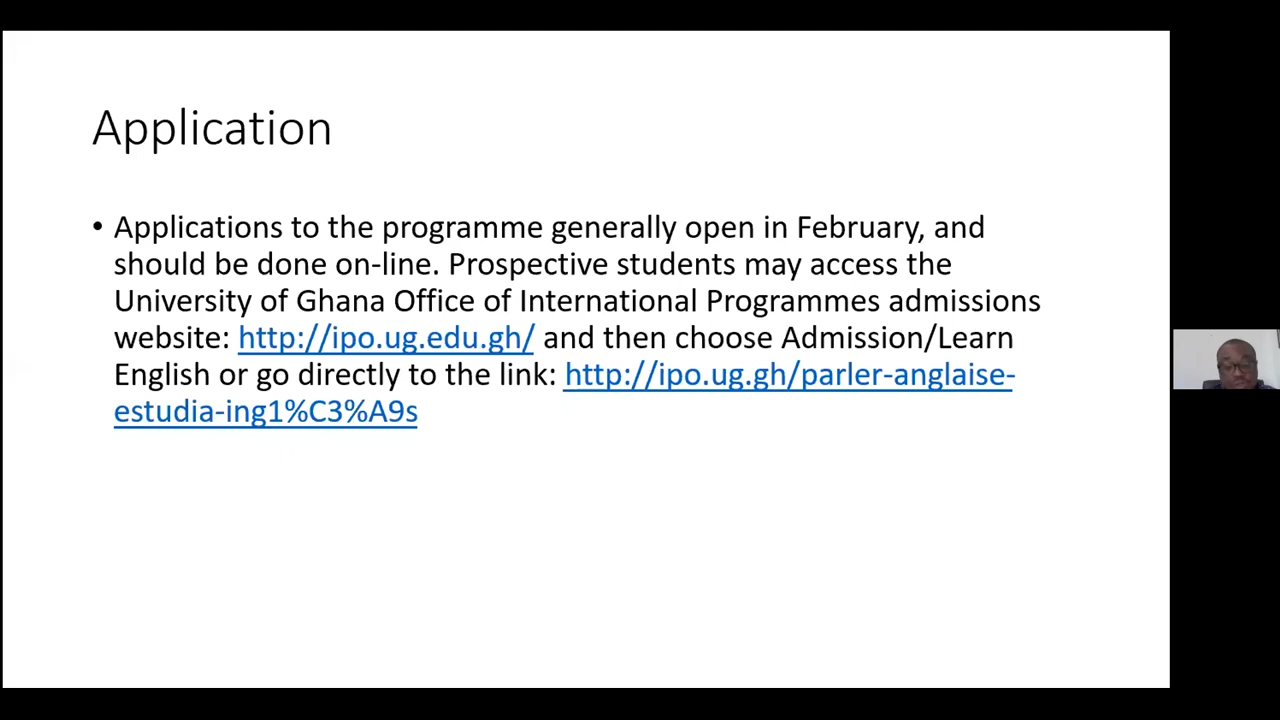 Application
• Applications to the programme generally open in February, and
should be done on-line. Prospective students may access the
University of Ghana Office of International Programmes admissions
website: http://ipo.ug.edu.gh/ and then choose Admission/Learn
English or go directly to the link: http://ipo.ug.gh/parler-anglaise-
estudia-ing1%C3%A9s